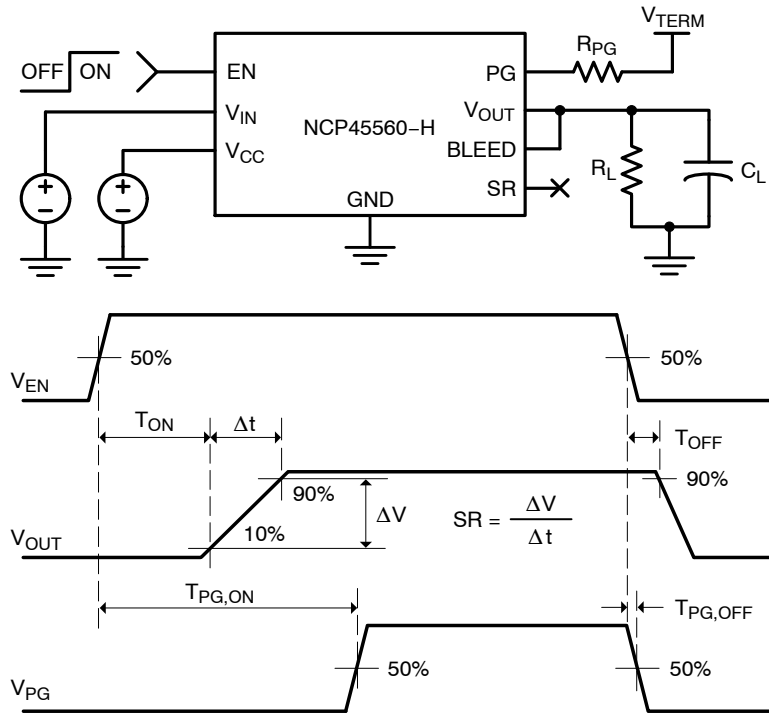 V_TERM
R_PG
OFF ON
EN
PG
V_IN
V_OUT
NCP45560−H
BLEED
V_CC
R_L
C_L
SR
GND
+
−
+
−
50%
50%
V_EN
T_ON
Δt
T_OFF
90%
90%
ΔV
SR = ΔV
Δt
10%
V_OUT
T_PG,ON
T_PG,OFF
50%
50%
V_PG